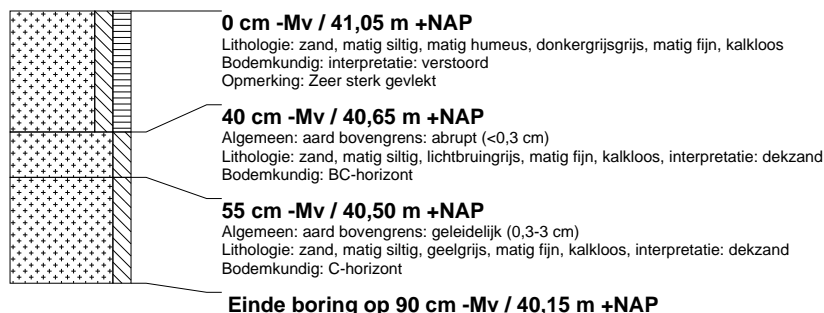 0 cm -Mv / 41,05 m +NAP
Lithologie: zand, matig siltig, matig humeus, donkergrijsgrijs, matig fijn, kalkloos
Bodemkundig: interpretatie: verstoord
Opmerking: Zeer sterk gevlekt
40 cm -Mv / 40,65 m +NAP
Algemeen: aard bovengrens: abrupt (<0,3 cm)
Lithologie: zand, matig siltig, lichtbruingrijs, matig fijn, kalkloos, interpretatie: dekzand
Bodemkundig: BC-horizont
55 cm -Mv / 40,50 m +NAP
Algemeen: aard bovengrens: geleidelijk (0,3-3 cm)
Lithologie: zand, matig siltig, geelgrijs, matig fijn, kalkloos, interpretatie: dekzand
Bodemkundig: C-horizont
Einde boring op 90 cm -Mv / 40,15 m +NAP